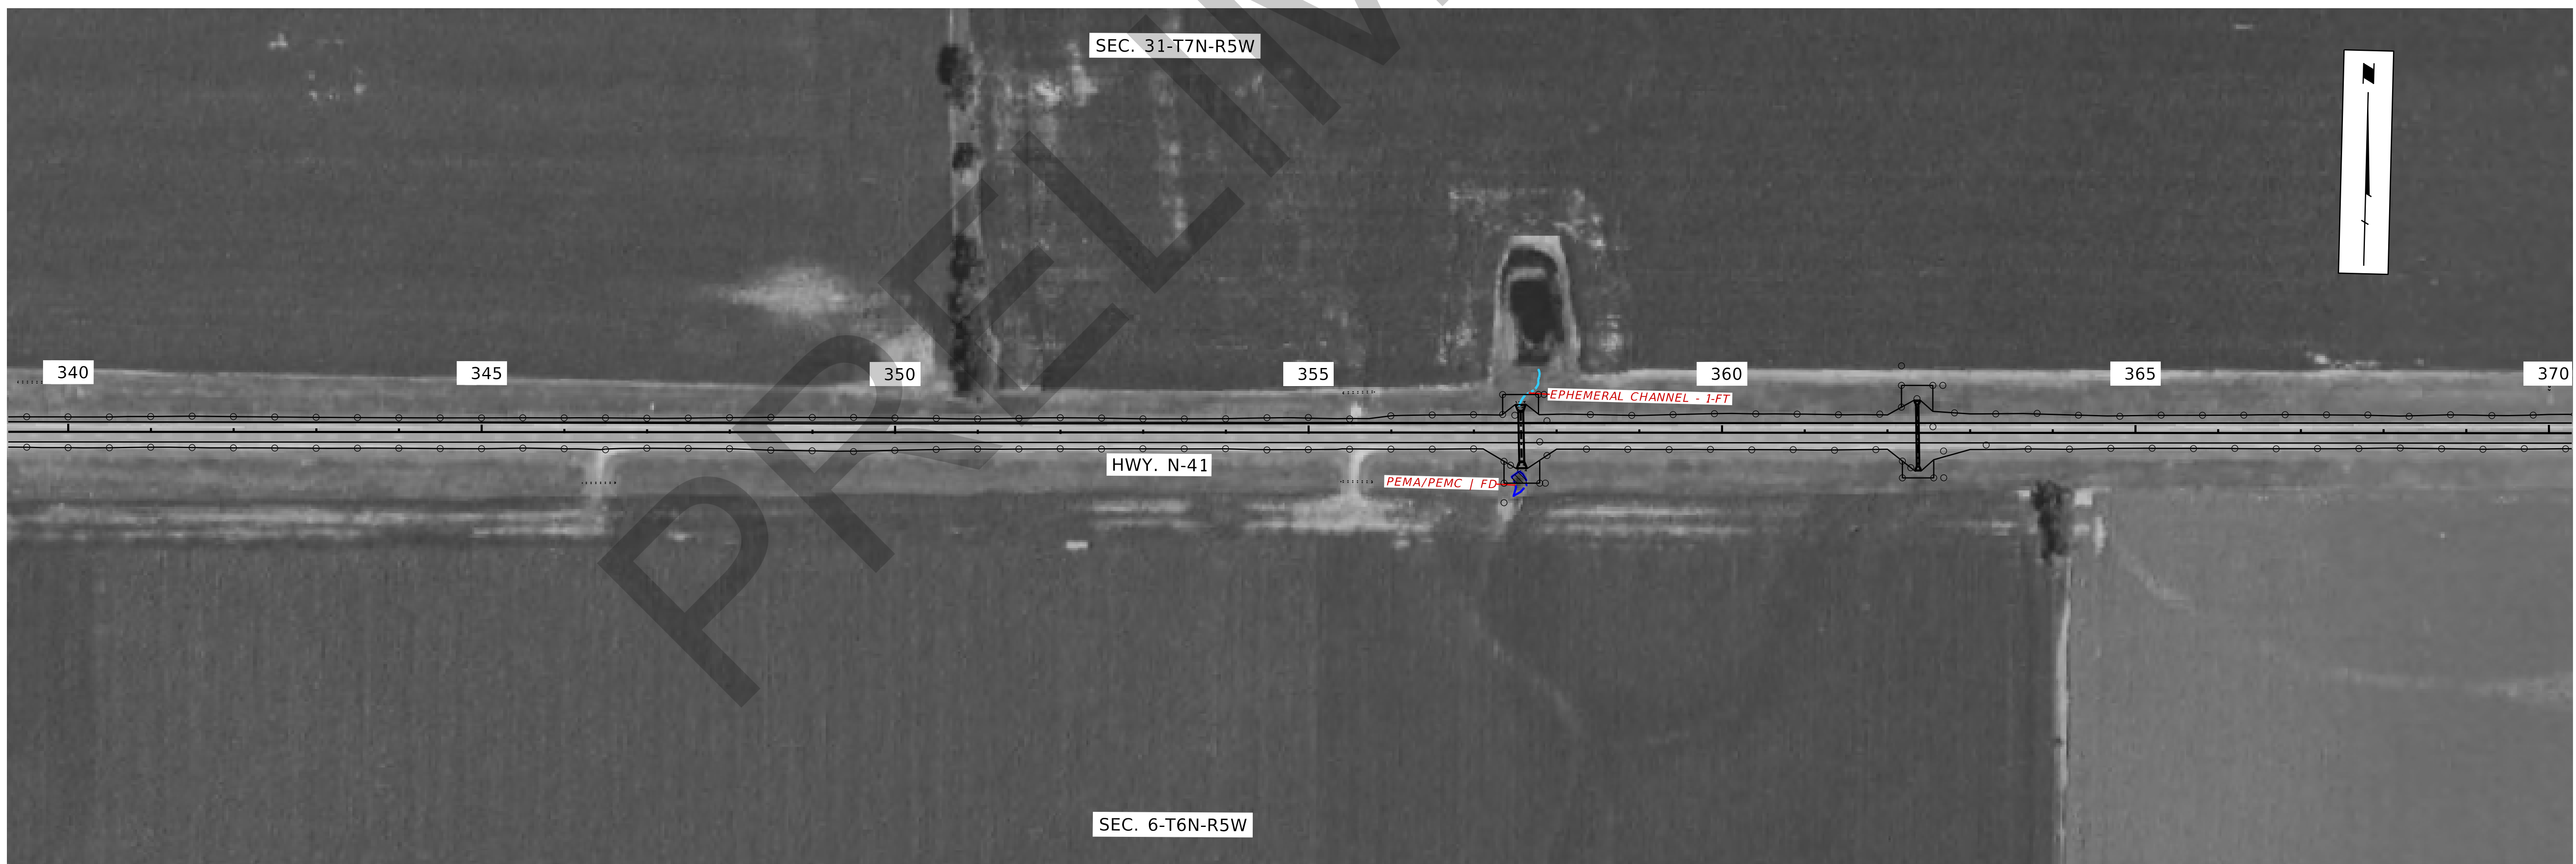 SEC. 31-T7N-R5W
N
PRELIM
340
345
350
355
360
365
370
EPHEMERAL CHANNEL - 1-FT
HWY. N-41
PEMA/PEMC | FD
SEC. 6-T6N-R5W